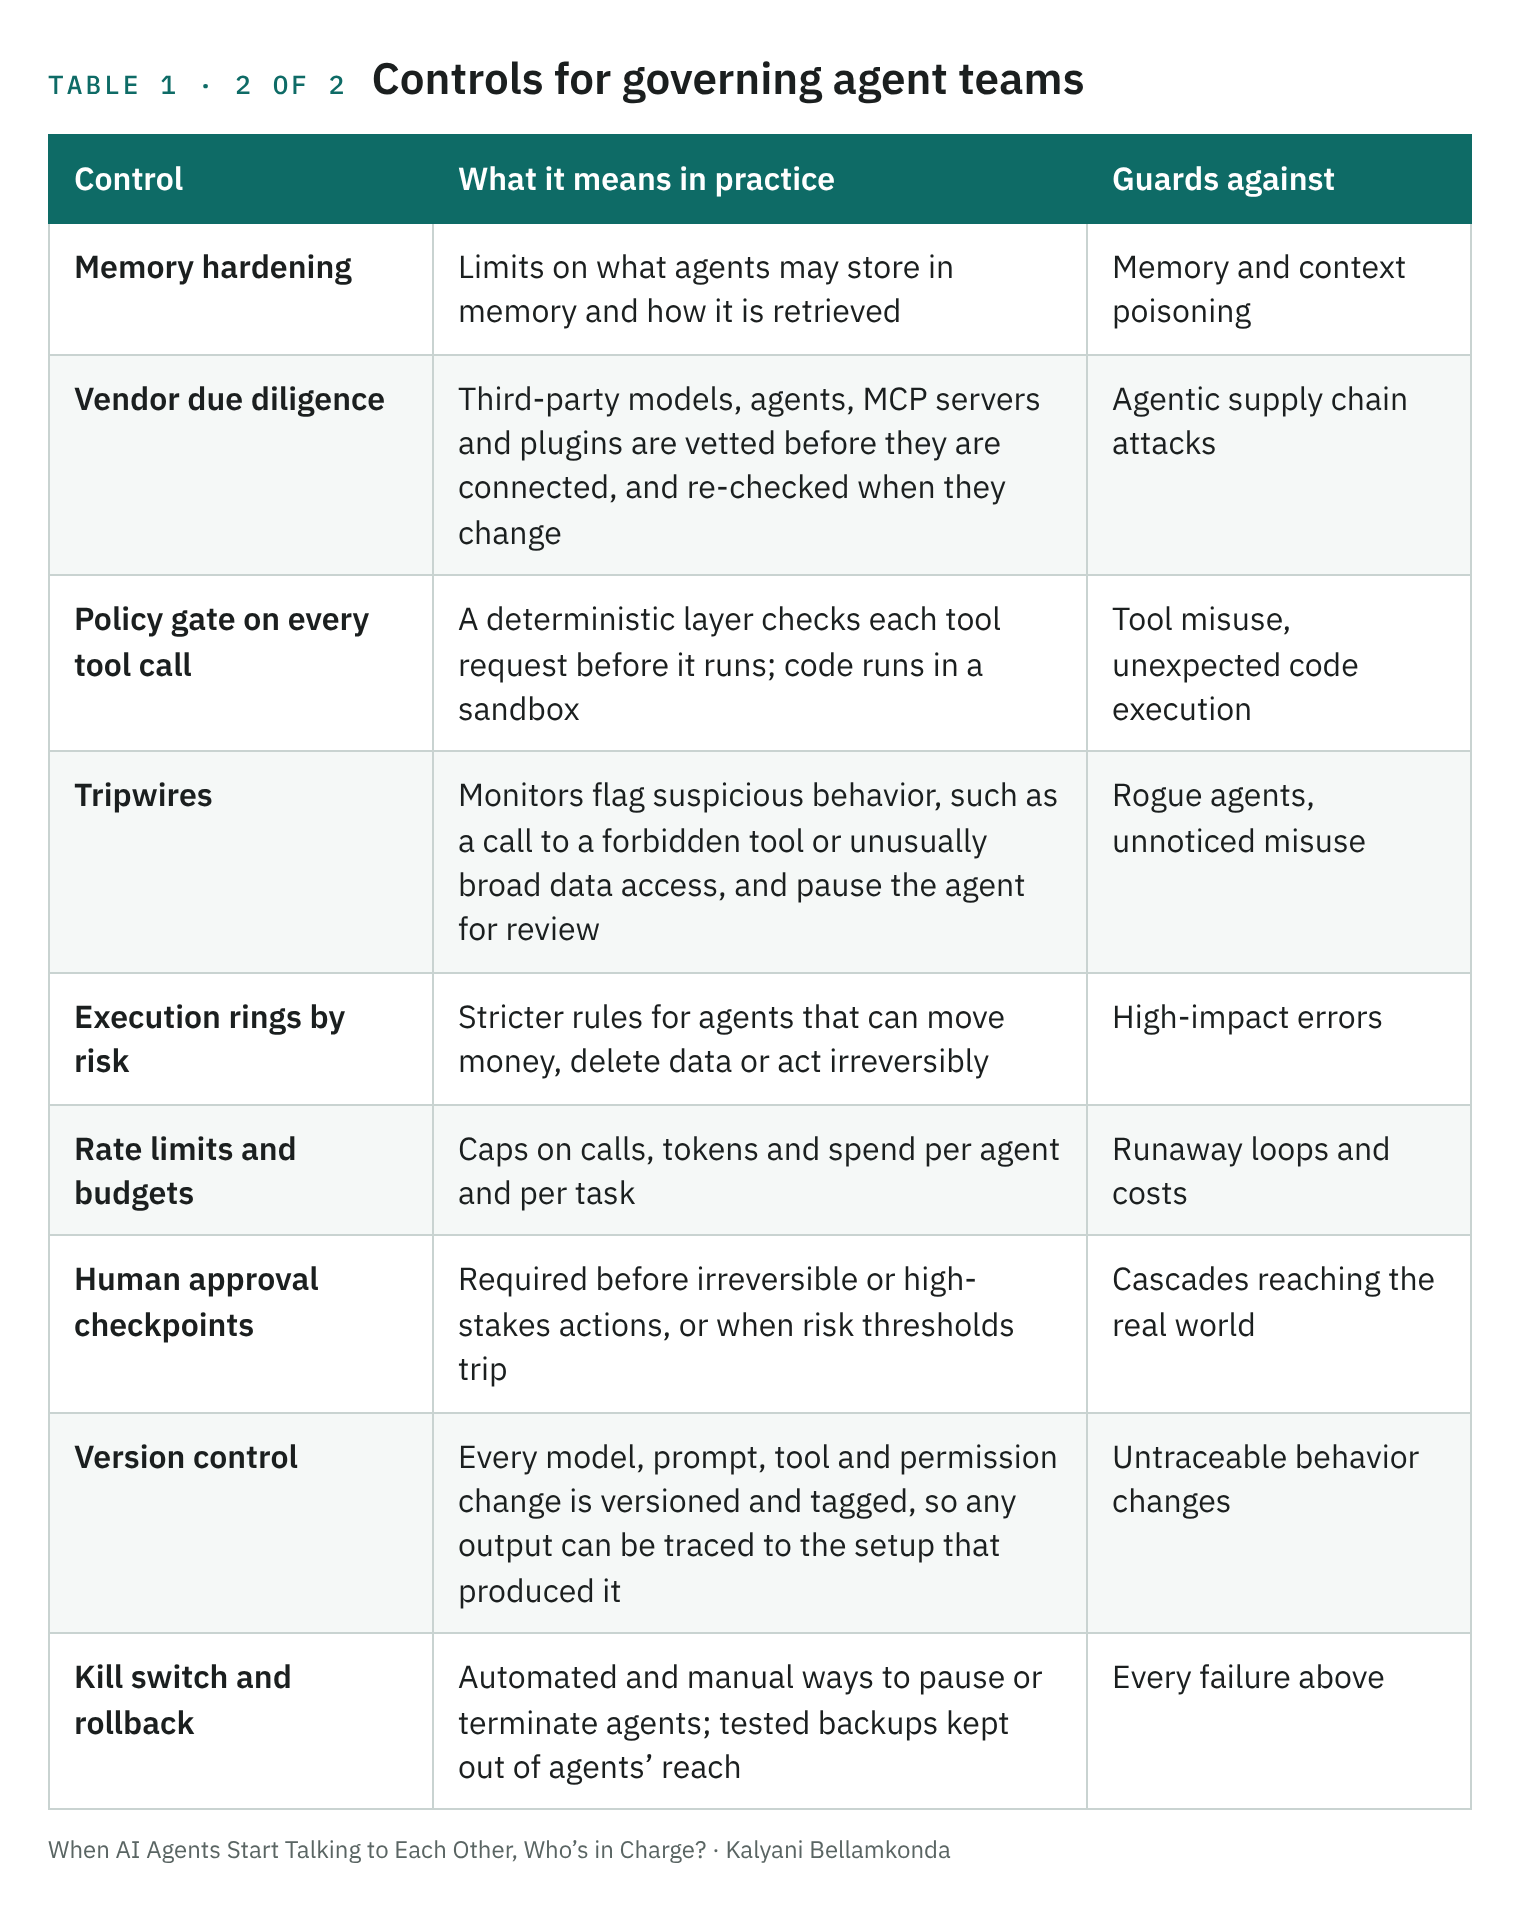 TABLE 1 · 2 OF 2 Controls for governing agent teams
Control What it means in practice Guards against
Memory hardening
Limits on what agents may store in
memory and how it is retrieved
Memory and context
poisoning
Vendor due diligence
Third-party models, agents, MCP servers
and plugins are vetted before they are
connected, and re-checked when they
change
Agentic supply chain
attacks
Policy gate on every
tool call
A deterministic layer checks each tool
request before it runs; code runs in a
sandbox
Tool misuse,
unexpected code
execution
Tripwires
Monitors flag suspicious behavior, such as
a call to a forbidden tool or unusually
broad data access, and pause the agent
for review
Rogue agents,
unnoticed misuse
Execution rings by
risk
Stricter rules for agents that can move
money, delete data or act irreversibly
High-impact errors
Rate limits and
budgets
Caps on calls, tokens and spend per agent
and per task
Runaway loops and
costs
Human approval
checkpoints
Required before irreversible or high-
stakes actions, or when risk thresholds
trip
Cascades reaching the
real world
Version control
Every model, prompt, tool and permission
change is versioned and tagged, so any
output can be traced to the setup that
produced it
Untraceable behavior
changes
Kill switch and
rollback
Automated and manual ways to pause or
terminate agents; tested backups kept
out of agents’ reach
Every failure above
When AI Agents Start Talking to Each Other, Who’s in Charge? · Kalyani Bellamkonda